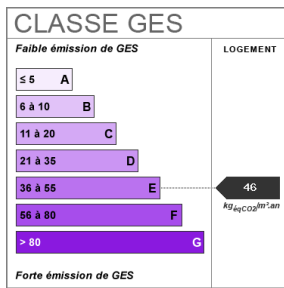 CLASSE GES
Faible émission de GES
LOGEMENT
≤ 5 A
6 à 10 B
11 à 20 C
21 à 35 D
36 à 55 E
46
kgéqCO2/m².an
56 à 80 F
> 80 G
Forte émission de GES